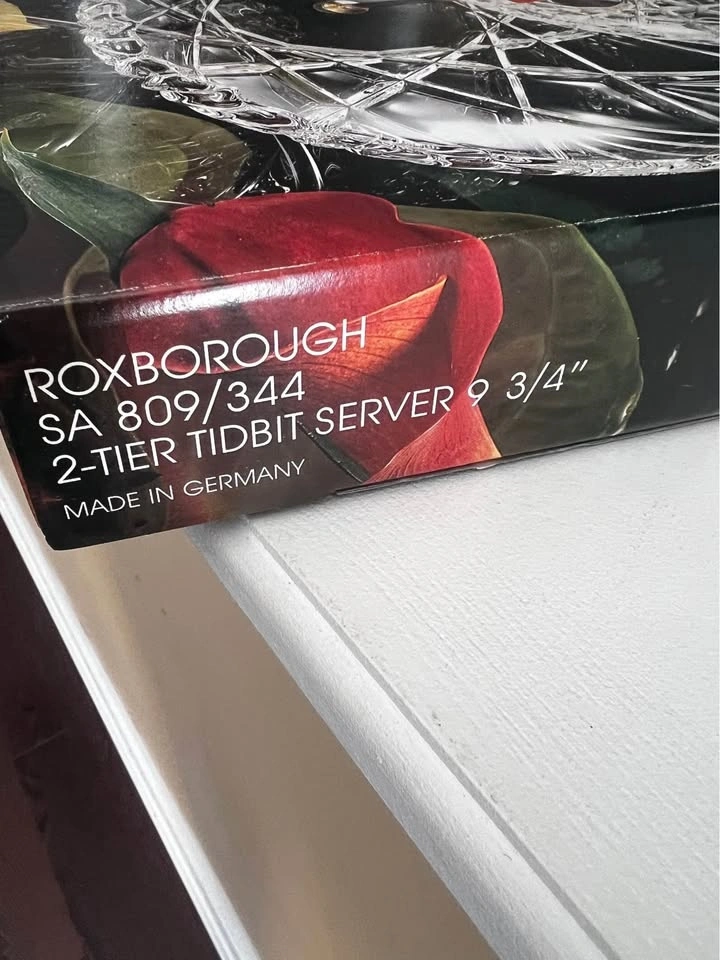 ROXBOROUGH
SA 809/344
2-TIER TIDBIT SERVER 9 3/4"
MADE IN GERMANY